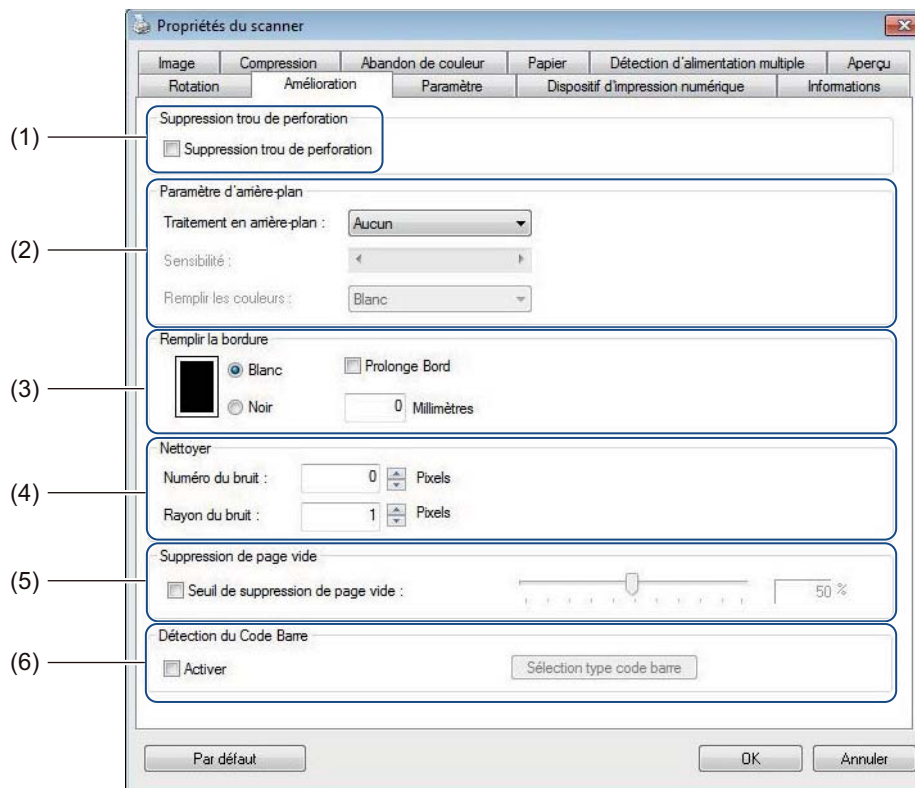 Propriétés du scanner
Image Compression Abandon de couleur Papier Détection d'alimentation multiple Aperçu
Rotation Amélioration Paramètre Dispositif d'impression numérique Informations
Suppression trou de perforation
(1)
Suppression trou de perforation
Paramètre d'arrière-plan
Traitement en arrière-plan : Aucun
(2)
Sensibilité :
Remplir les couleurs : Blanc
Remplir la bordure
Blanc Prolonge Bord
(3)
Noir 0 Millimètres
Nettoyer
Numéro du bruit : 0 Pixels
(4)
Rayon du bruit : 1 Pixels
Suppression de page vide
(5)
Seuil de suppression de page vide : 50 %
Détection du Code Barre
(6)
Activer Sélection type code barre
Par défaut OK Annuler